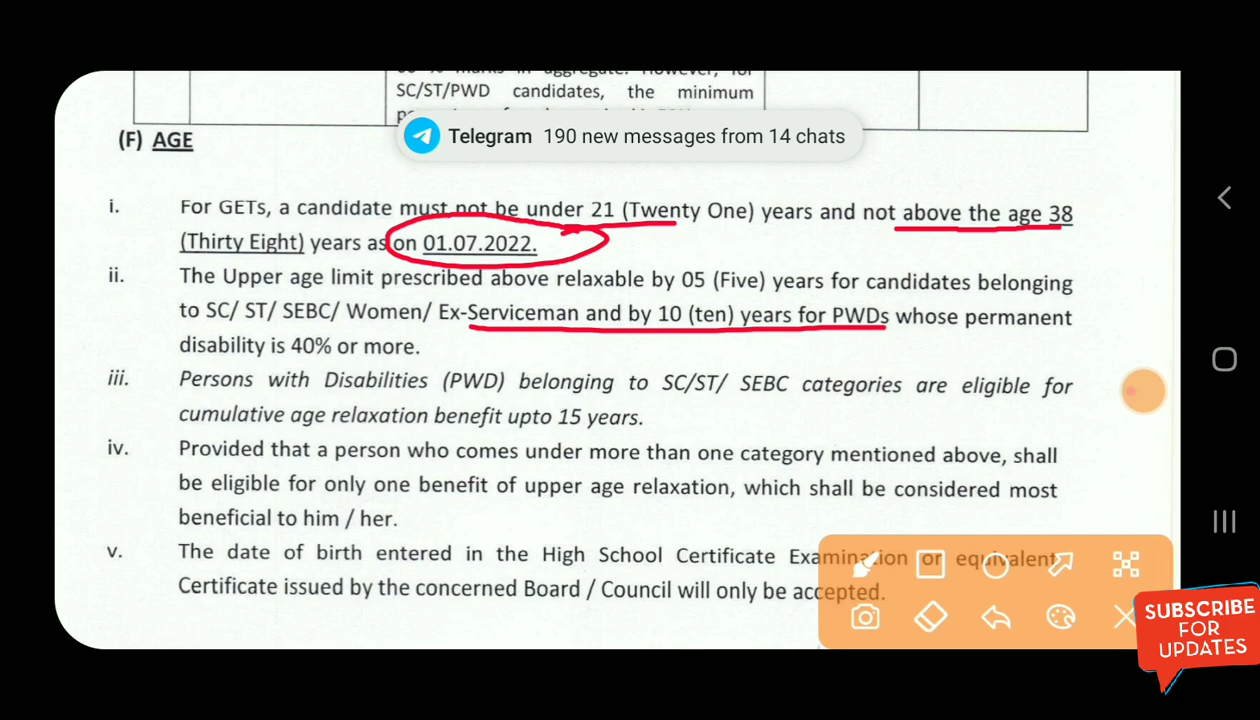 SC/ST/PWD candidates, the minimum
Telegram 190 new messages from 14 chats
(F) AGE
i. For GETs, a candidate must not be under 21 (Twenty One) years and not above the age 38
(Thirty Eight) years as on 01.07.2022.
ii. The Upper age limit prescribed above relaxable by 05 (Five) years for candidates belonging
to SC/ ST/ SEBC/ Women/ Ex-Serviceman and by 10 (ten) years for PWDs whose permanent
disability is 40% or more.
iii. Persons with Disabilities (PWD) belonging to SC/ST/ SEBC categories are eligible for
cumulative age relaxation benefit upto 15 years.
iv. Provided that a person who comes under more than one category mentioned above, shall
be eligible for only one benefit of upper age relaxation, which shall be considered most
beneficial to him / her.
v. The date of birth entered in the High School Certificate Examination or equivalent
Certificate issued by the concerned Board / Council will only be accepted.
SUBSCRIBE
FOR
UPDATES